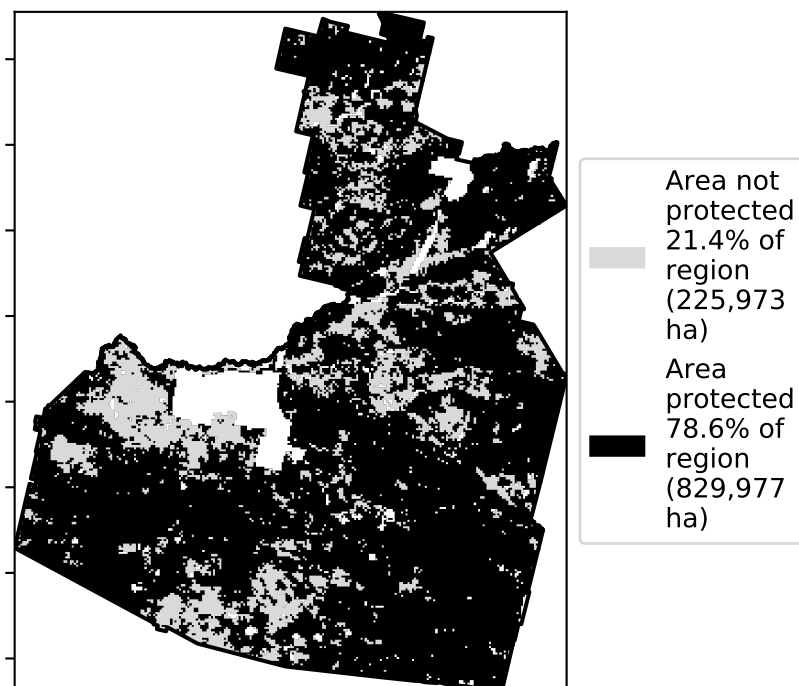 Area not
protected
21.4% of
region
(225,973
ha)
Area
protected
78.6% of
region
(829,977
ha)